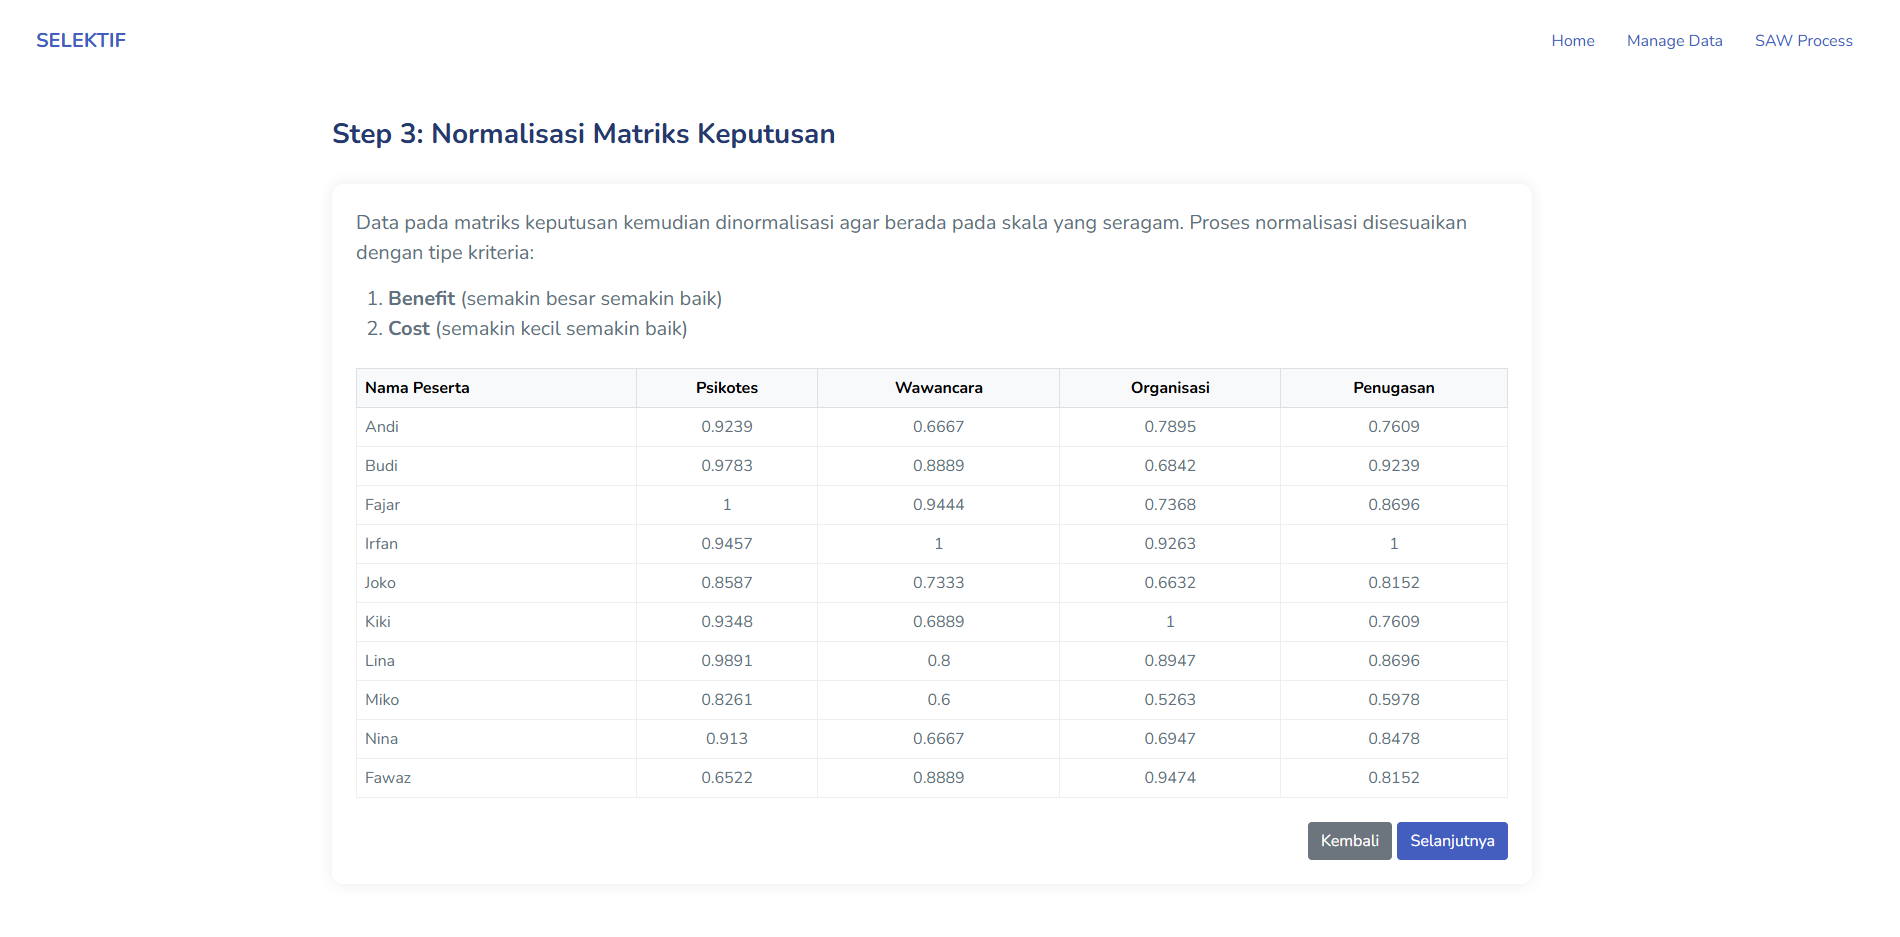 SELEKTIF Home Manage Data SAW Process
Step 3: Normalisasi Matriks Keputusan
Data pada matriks keputusan kemudian dinormalisasi agar berada pada skala yang seragam. Proses normalisasi disesuaikan
dengan tipe kriteria:
1. Benefit (semakin besar semakin baik)
2. Cost (semakin kecil semakin baik)
Nama Peserta Psikotes Wawancara Organisasi Penugasan
Andi 0.9239 0.6667 0.7895 0.7609
Budi 0.9783 0.8889 0.6842 0.9239
Fajar 1 0.9444 0.7368 0.8696
Irfan 0.9457 1 0.9263 1
Joko 0.8587 0.7333 0.6632 0.8152
Kiki 0.9348 0.6889 1 0.7609
Lina 0.9891 0.8 0.8947 0.8696
Miko 0.8261 0.6 0.5263 0.5978
Nina 0.913 0.6667 0.6947 0.8478
Fawaz 0.6522 0.8889 0.9474 0.8152
Kembali Selanjutnya